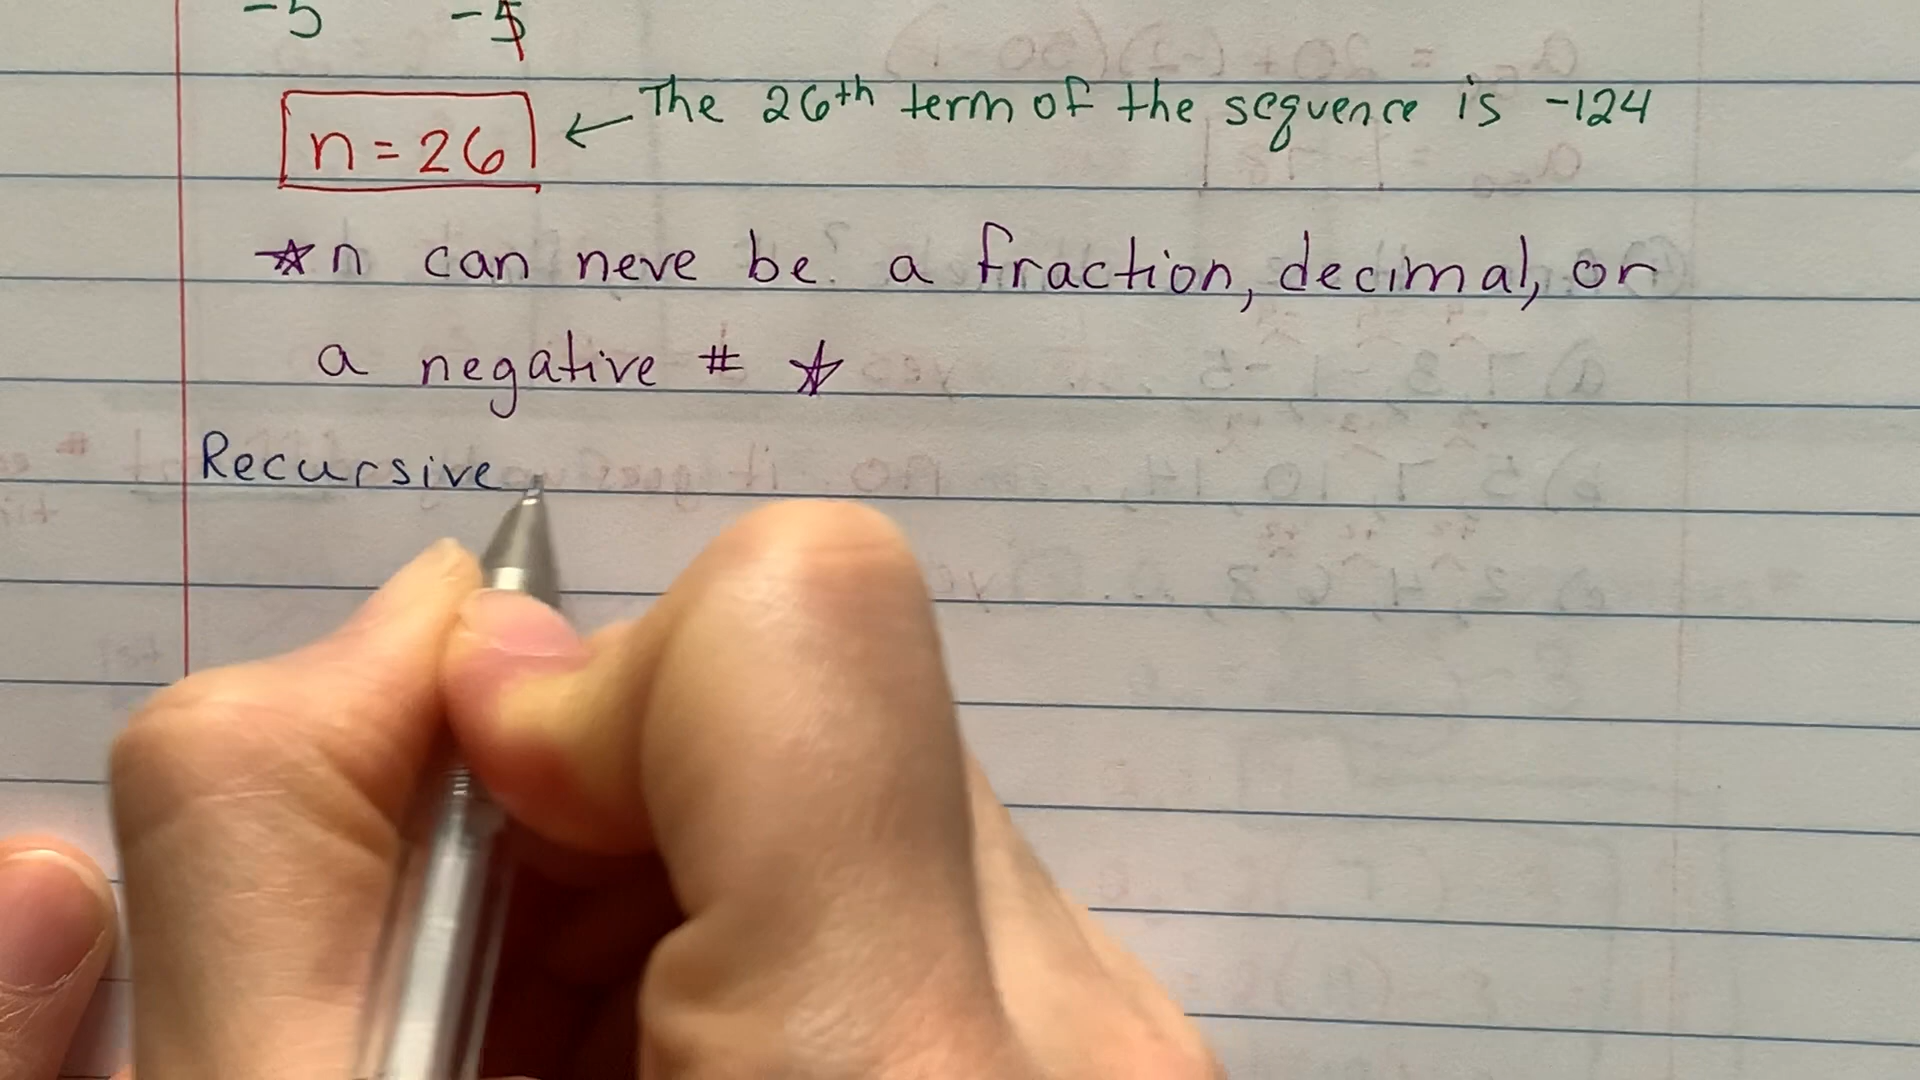 -5 -5
n=26 ← The 26th term of the sequence is -124
☆n can neve be a fraction, decimal, or
a negative # ☆
Recursive